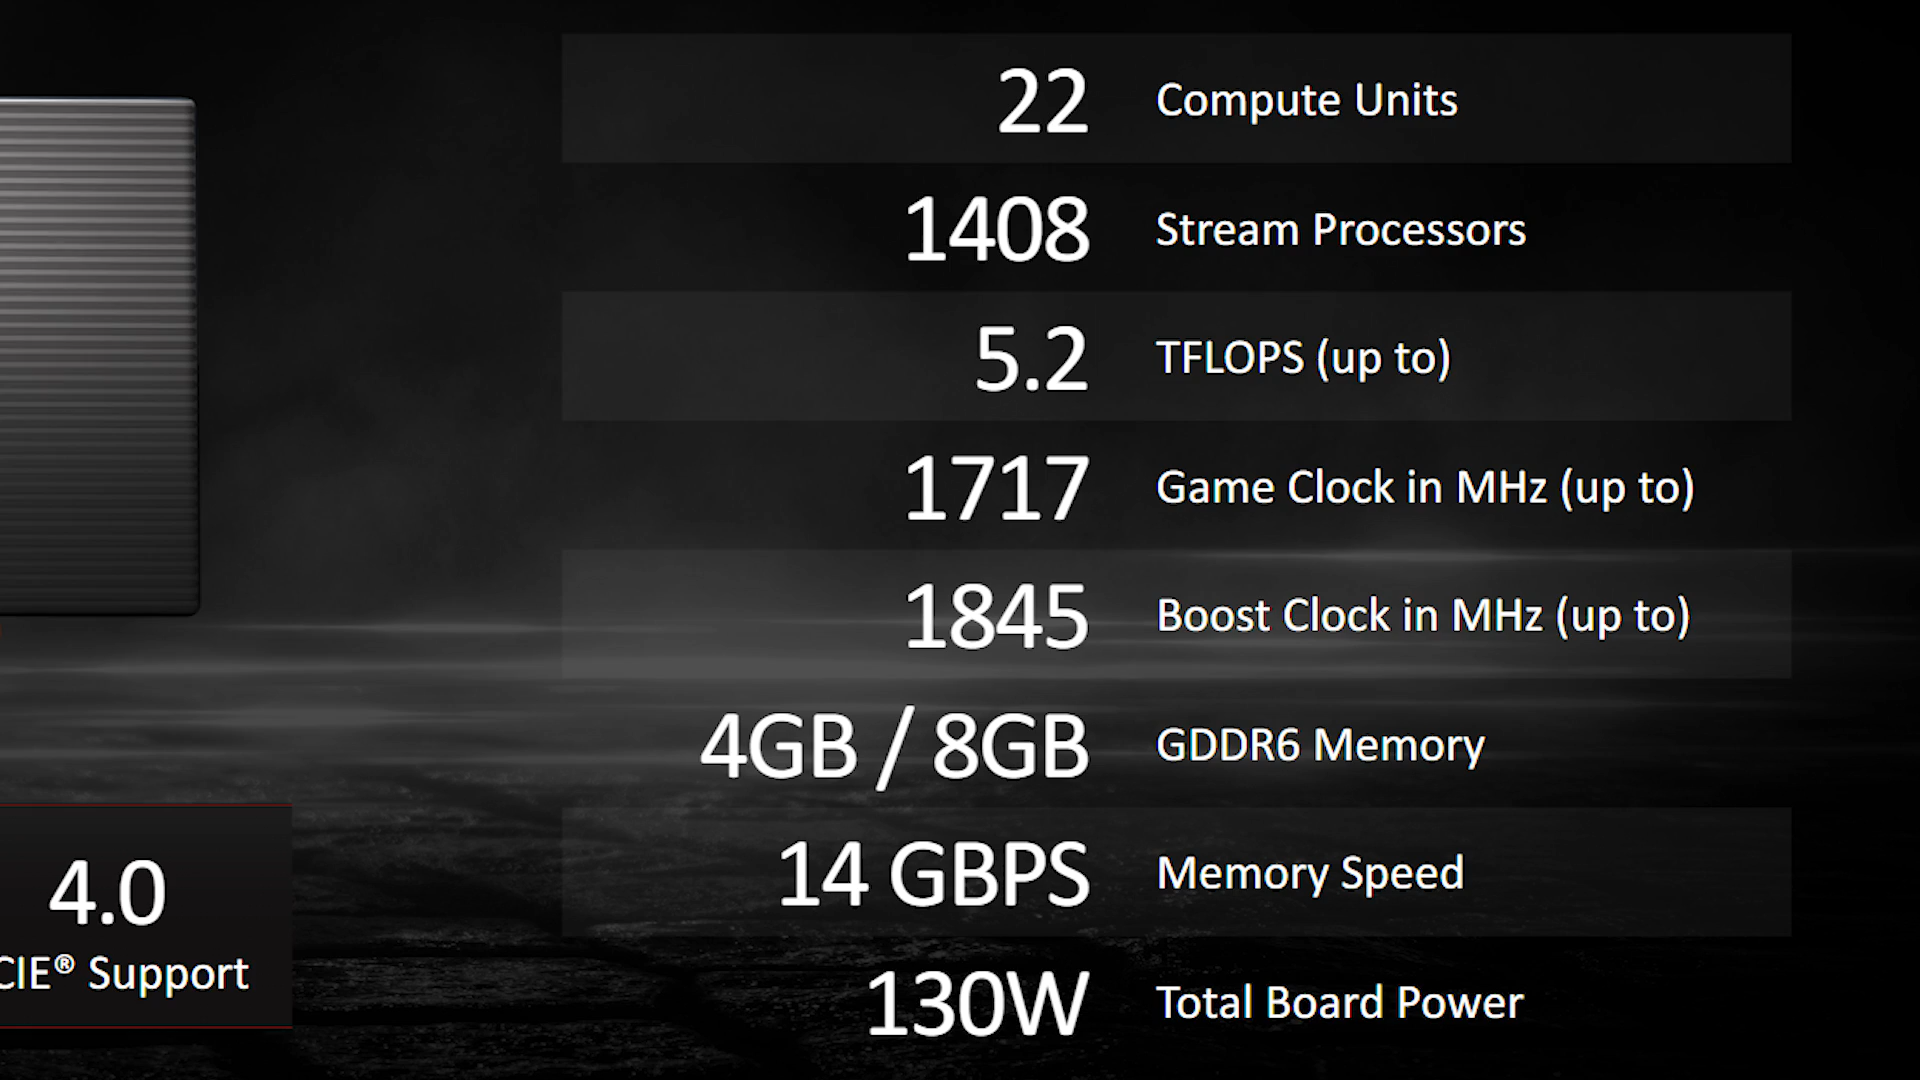 22 Compute Units
1408 Stream Processors
5.2 TFLOPS (up to)
1717 Game Clock in MHz (up to)
1845 Boost Clock in MHz (up to)
4GB / 8GB GDDR6 Memory
14 GBPS Memory Speed
130W Total Board Power
4.0
CIE® Support